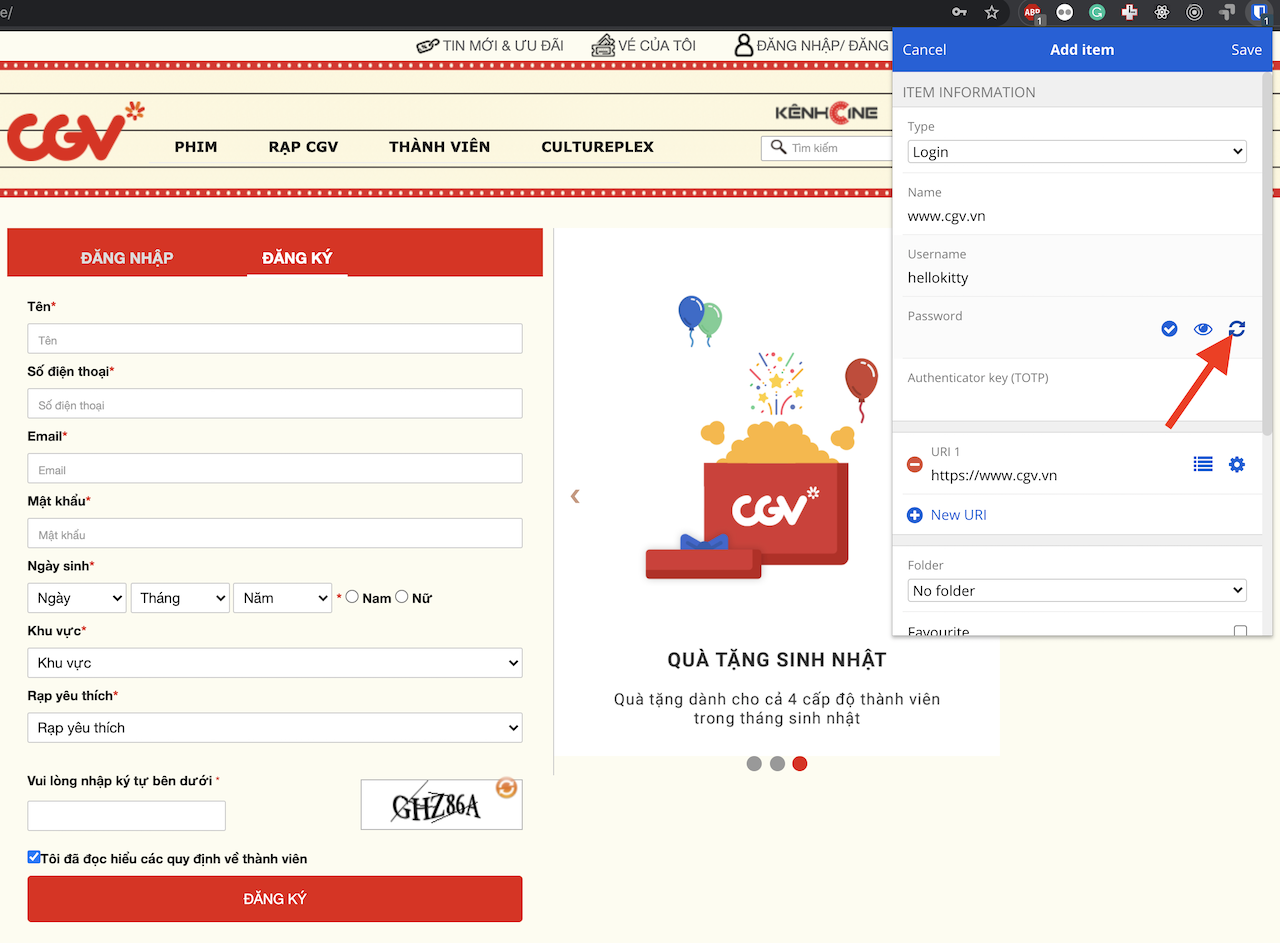 e/
ABP
1
1
TIN MỚI & ƯU ĐÃI
VÉ CỦA TÔI
ĐĂNG NHẬP/ ĐĂNG
CGV
KÊNH CINE
PHIM
RẠP CGV
THÀNH VIÊN
CULTUREPLEX
Tìm kiếm
ĐĂNG NHẬP
ĐĂNG KÝ
Tên*
Tên
Số điện thoại*
Số điện thoại
Email*
Email
Mật khẩu*
Mật khẩu
Ngày sinh*
Ngày
Tháng
Năm
* Nam Nữ
Khu vực*
Khu vực
Rạp yêu thích*
Rạp yêu thích
Vui lòng nhập ký tự bên dưới *
GHZ86A
Tôi đã đọc hiểu các quy định về thành viên
ĐĂNG KÝ
CGV
QUÀ TẶNG SINH NHẬT
Quà tặng dành cho cả 4 cấp độ thành viên
trong tháng sinh nhật
Cancel
Add item
Save
ITEM INFORMATION
Type
Login
Name
www.cgv.vn
Username
hellokitty
Password
Authenticator key (TOTP)
URI 1
https://www.cgv.vn
New URI
Folder
No folder
Favourite